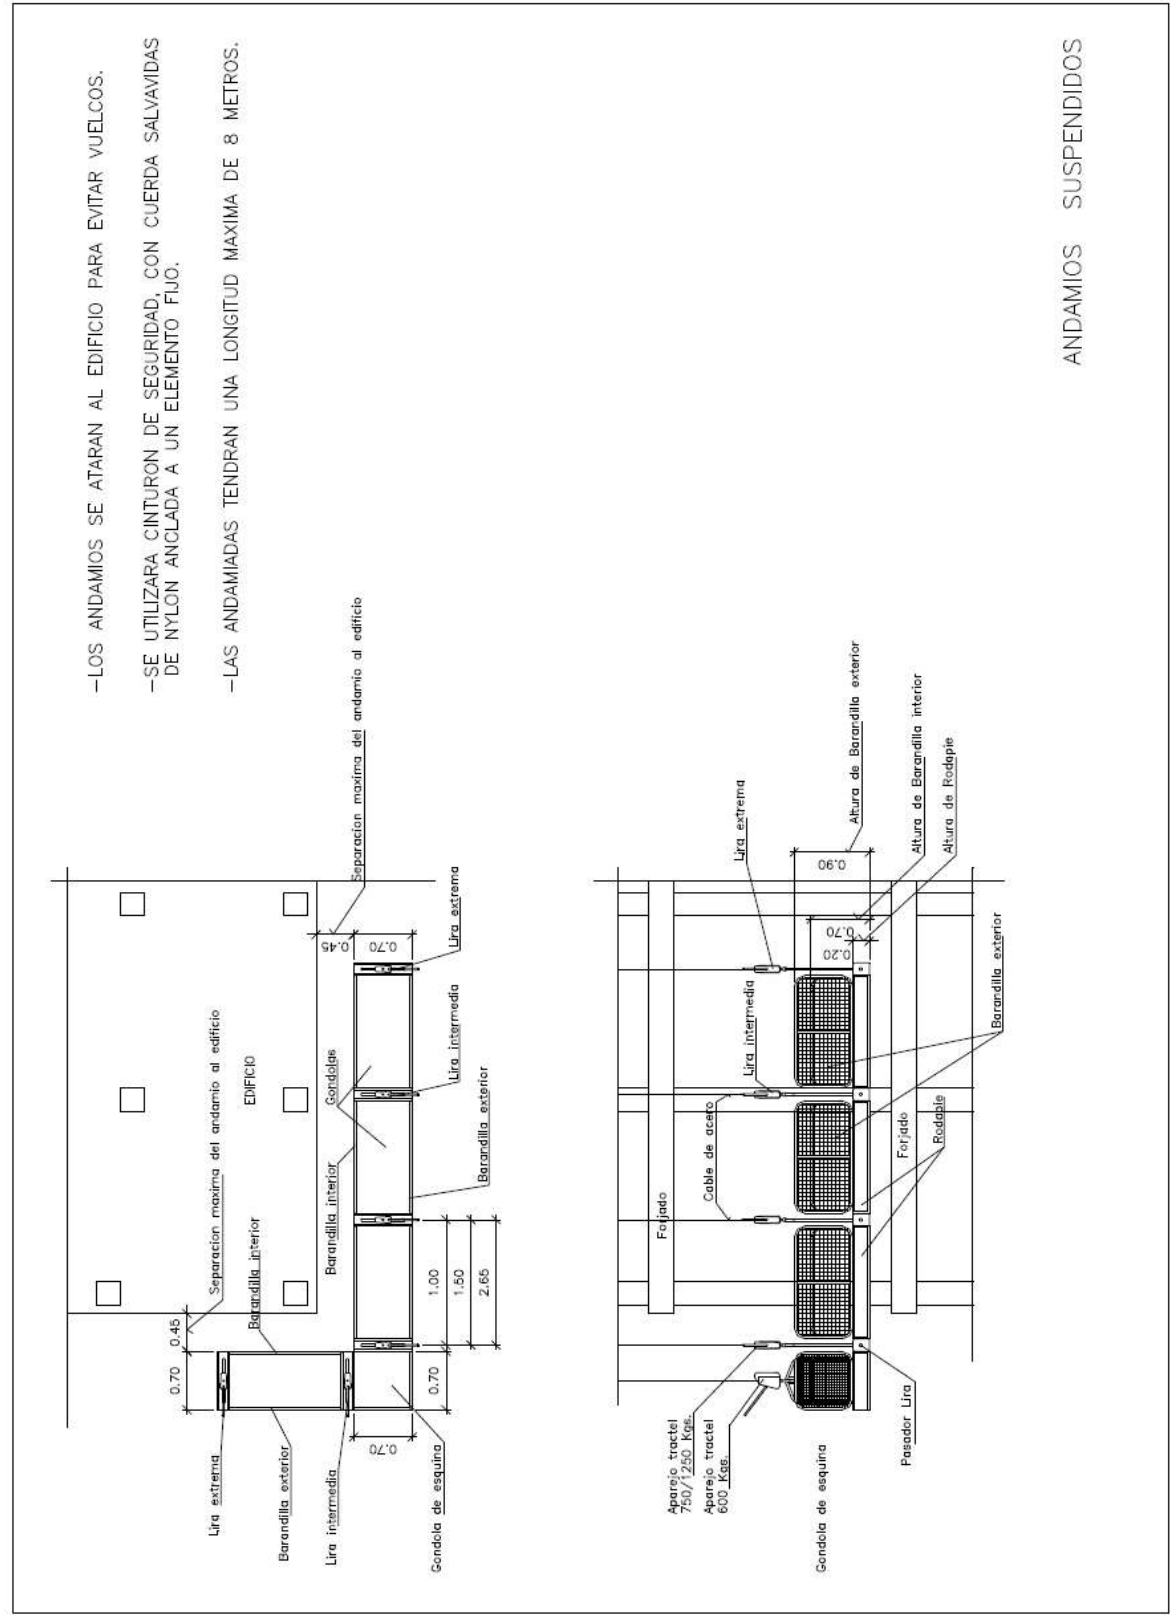 -LOS ANDAMIOS SE ATARAN AL EDIFICIO PARA EVITAR VUELCOS.
-SE UTILIZARA CINTURON DE SEGURIDAD, CON CUERDA SALVAVIDAS
DE NYLON ANCLADA A UN ELEMENTO FIJO.
-LAS ANDAMIADAS TENDRAN UNA LONGITUD MAXIMA DE 8 METROS.
Separacion maxima del andamio al edificio
Separacion maxima del andamio al edificio
EDIFICIO
Barandilla interior
Gondolas
Barandilla interior
0.45
0.70
0.45
0.70
Lira extrema
Lira intermedia
Barandilla exterior
1.00
1.50
2.65
0.70
0.70
Lira extrema
Barandilla exterior
Lira intermedia
Gondola de esquina
Forjado
Cable de acero
Lira intermedia
Lira extrema
0.90
0.70
0.20
Altura de Barandilla exterior
Altura de Barandilla interior
Altura de Rodapie
Barandilla exterior
Forjado
Rodapie
Aparejo tractel
750/1250 Kgs.
Aparejo tractel
600 Kgs.
Gondola de esquina
Pasador Lira
ANDAMIOS SUSPENDIDOS